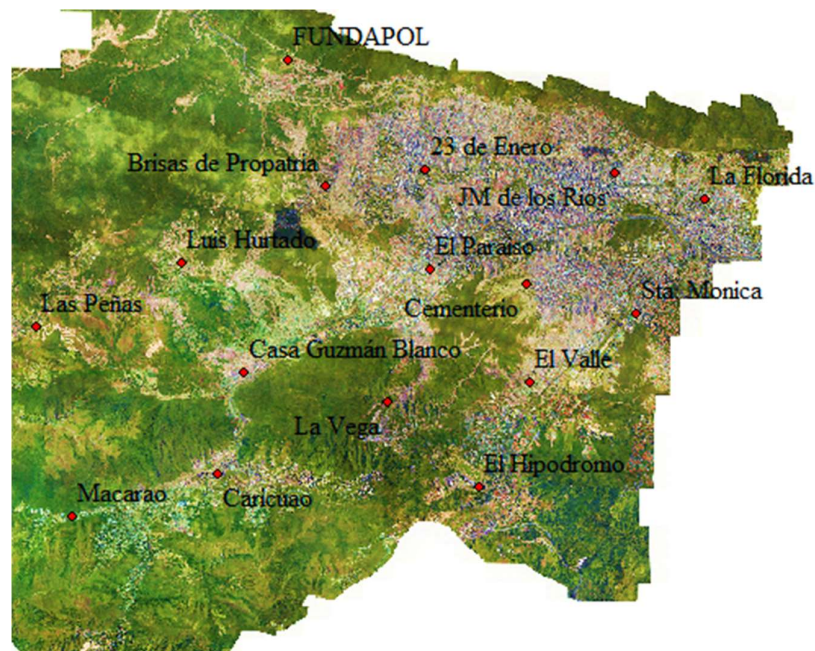 FUNDAPOL
23 de Enero
Brisas de Propatria
La Florida
JM de los Rios
Luis Hurtado
El Paraiso
Cementerio
Sta. Monica
Las Peñas
Casa Guzmán Blanco
El Valle
La Vega
El Hipodromo
Macarao
Caricuao